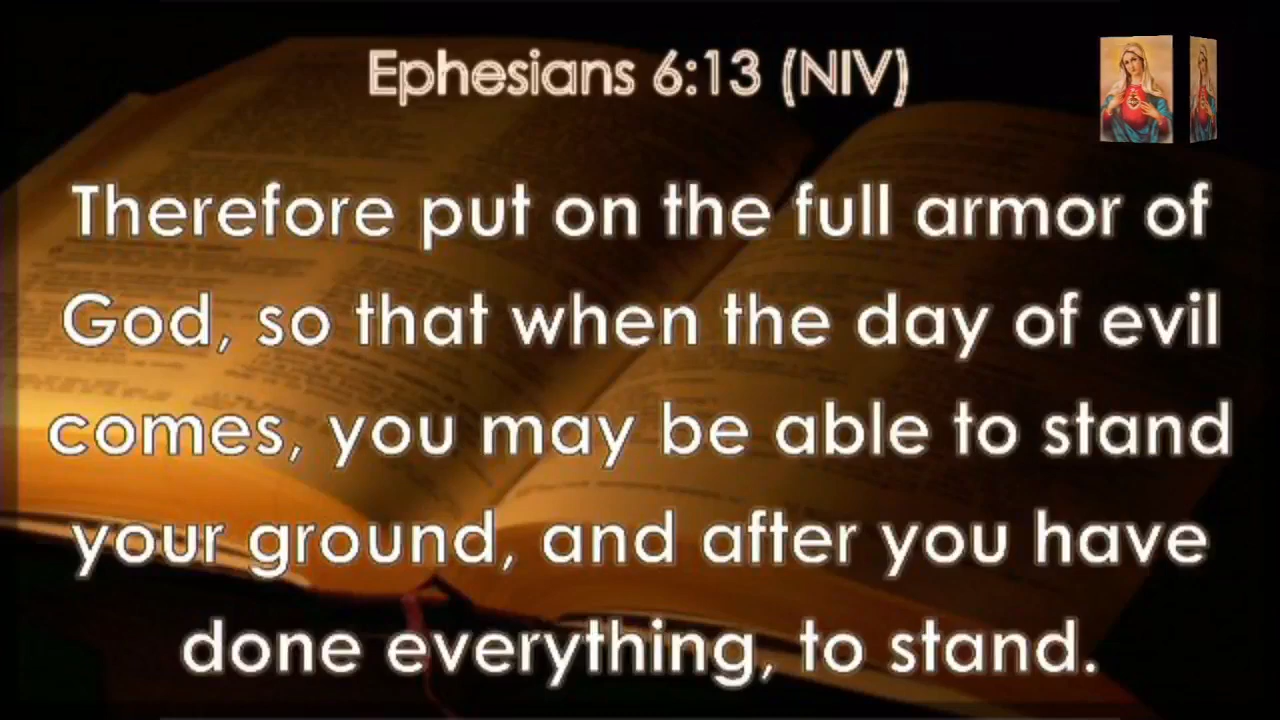 Ephesians 6:13 (NIV)
Therefore put on the full armor of
God, so that when the day of evil
comes, you may be able to stand
your ground, and after you have
done everything, to stand.